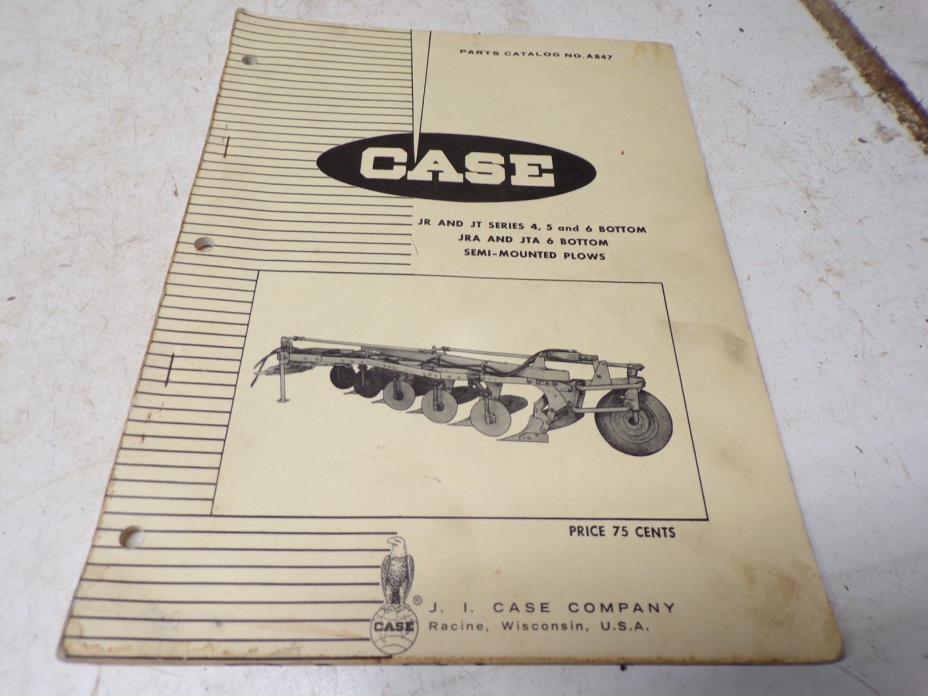 PARTS CATALOG NO. A847
CASE
JR AND JT SERIES 4, 5 and 6 BOTTOM
JRA AND JTA 6 BOTTOM
SEMI-MOUNTED PLOWS
PRICE 75 CENTS
CASE
®
J. I. CASE COMPANY
Racine, Wisconsin, U.S.A.